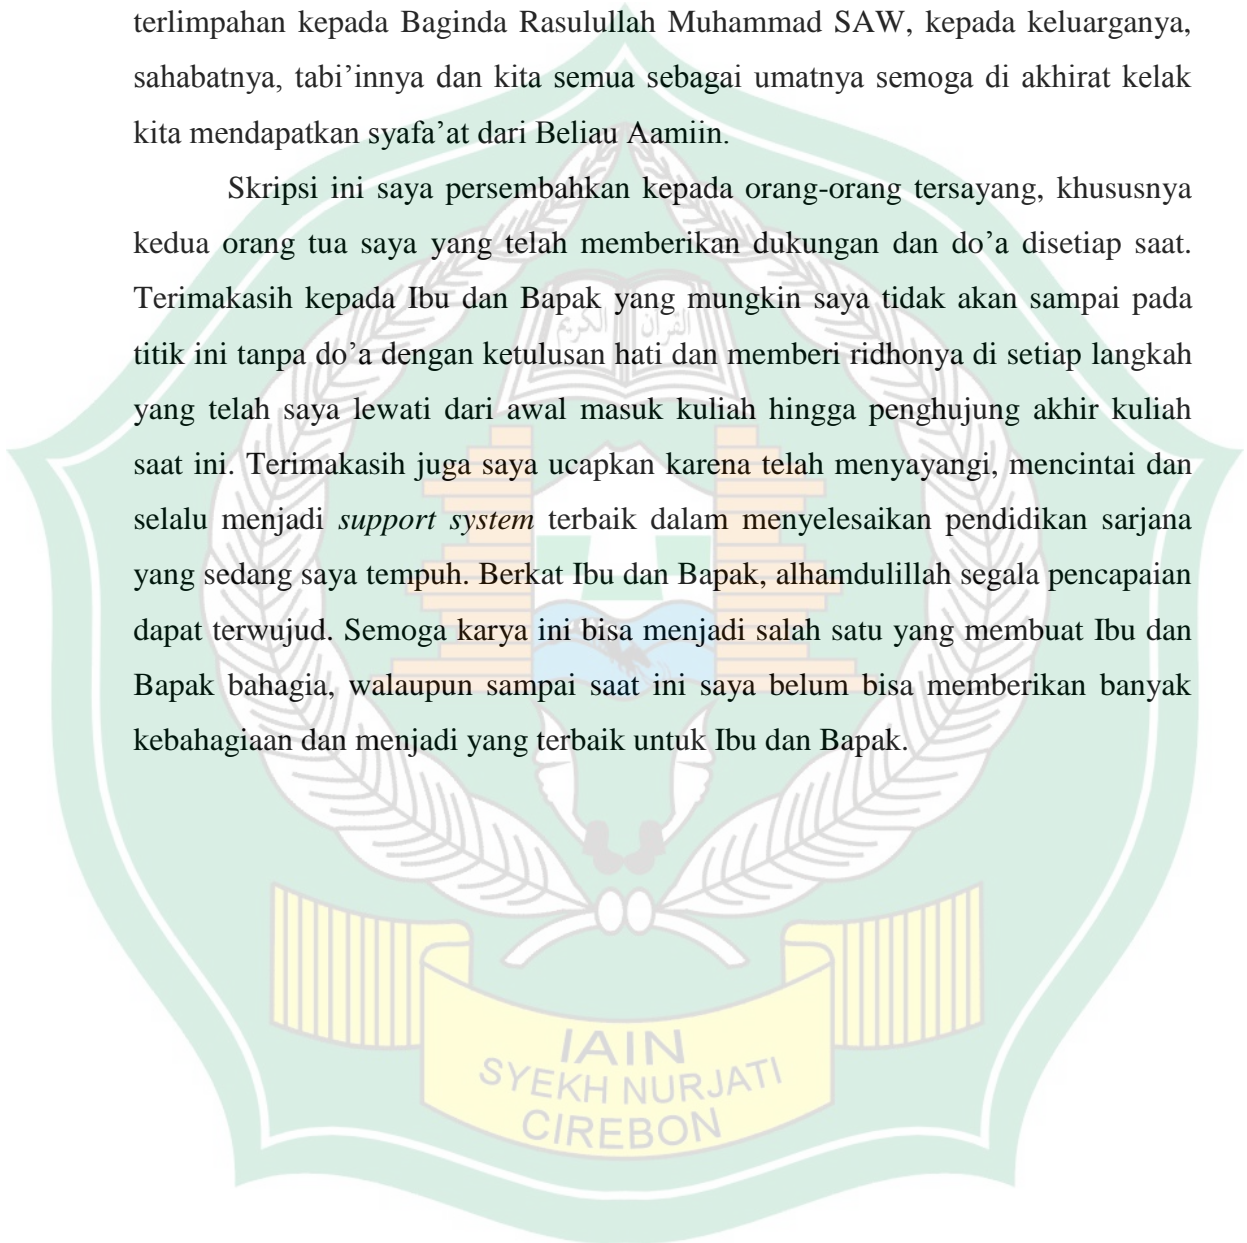 terlimpahan kepada Baginda Rasulullah Muhammad SAW, kepada keluarganya,
sahabatnya, tabi’innya dan kita semua sebagai umatnya semoga di akhirat kelak
kita mendapatkan syafa’at dari Beliau Aamiin.
Skripsi ini saya persembahkan kepada orang-orang tersayang, khususnya
kedua orang tua saya yang telah memberikan dukungan dan do’a disetiap saat.
Terimakasih kepada Ibu dan Bapak yang mungkin saya tidak akan sampai pada
titik ini tanpa do’a dengan ketulusan hati dan memberi ridhonya di setiap langkah
yang telah saya lewati dari awal masuk kuliah hingga penghujung akhir kuliah
saat ini. Terimakasih juga saya ucapkan karena telah menyayangi, mencintai dan
selalu menjadi support system terbaik dalam menyelesaikan pendidikan sarjana
yang sedang saya tempuh. Berkat Ibu dan Bapak, alhamdulillah segala pencapaian
dapat terwujud. Semoga karya ini bisa menjadi salah satu yang membuat Ibu dan
Bapak bahagia, walaupun sampai saat ini saya belum bisa memberikan banyak
kebahagiaan dan menjadi yang terbaik untuk Ibu dan Bapak.
القرآن الكريم
IAIN
SYEKH NURJATI
CIREBON